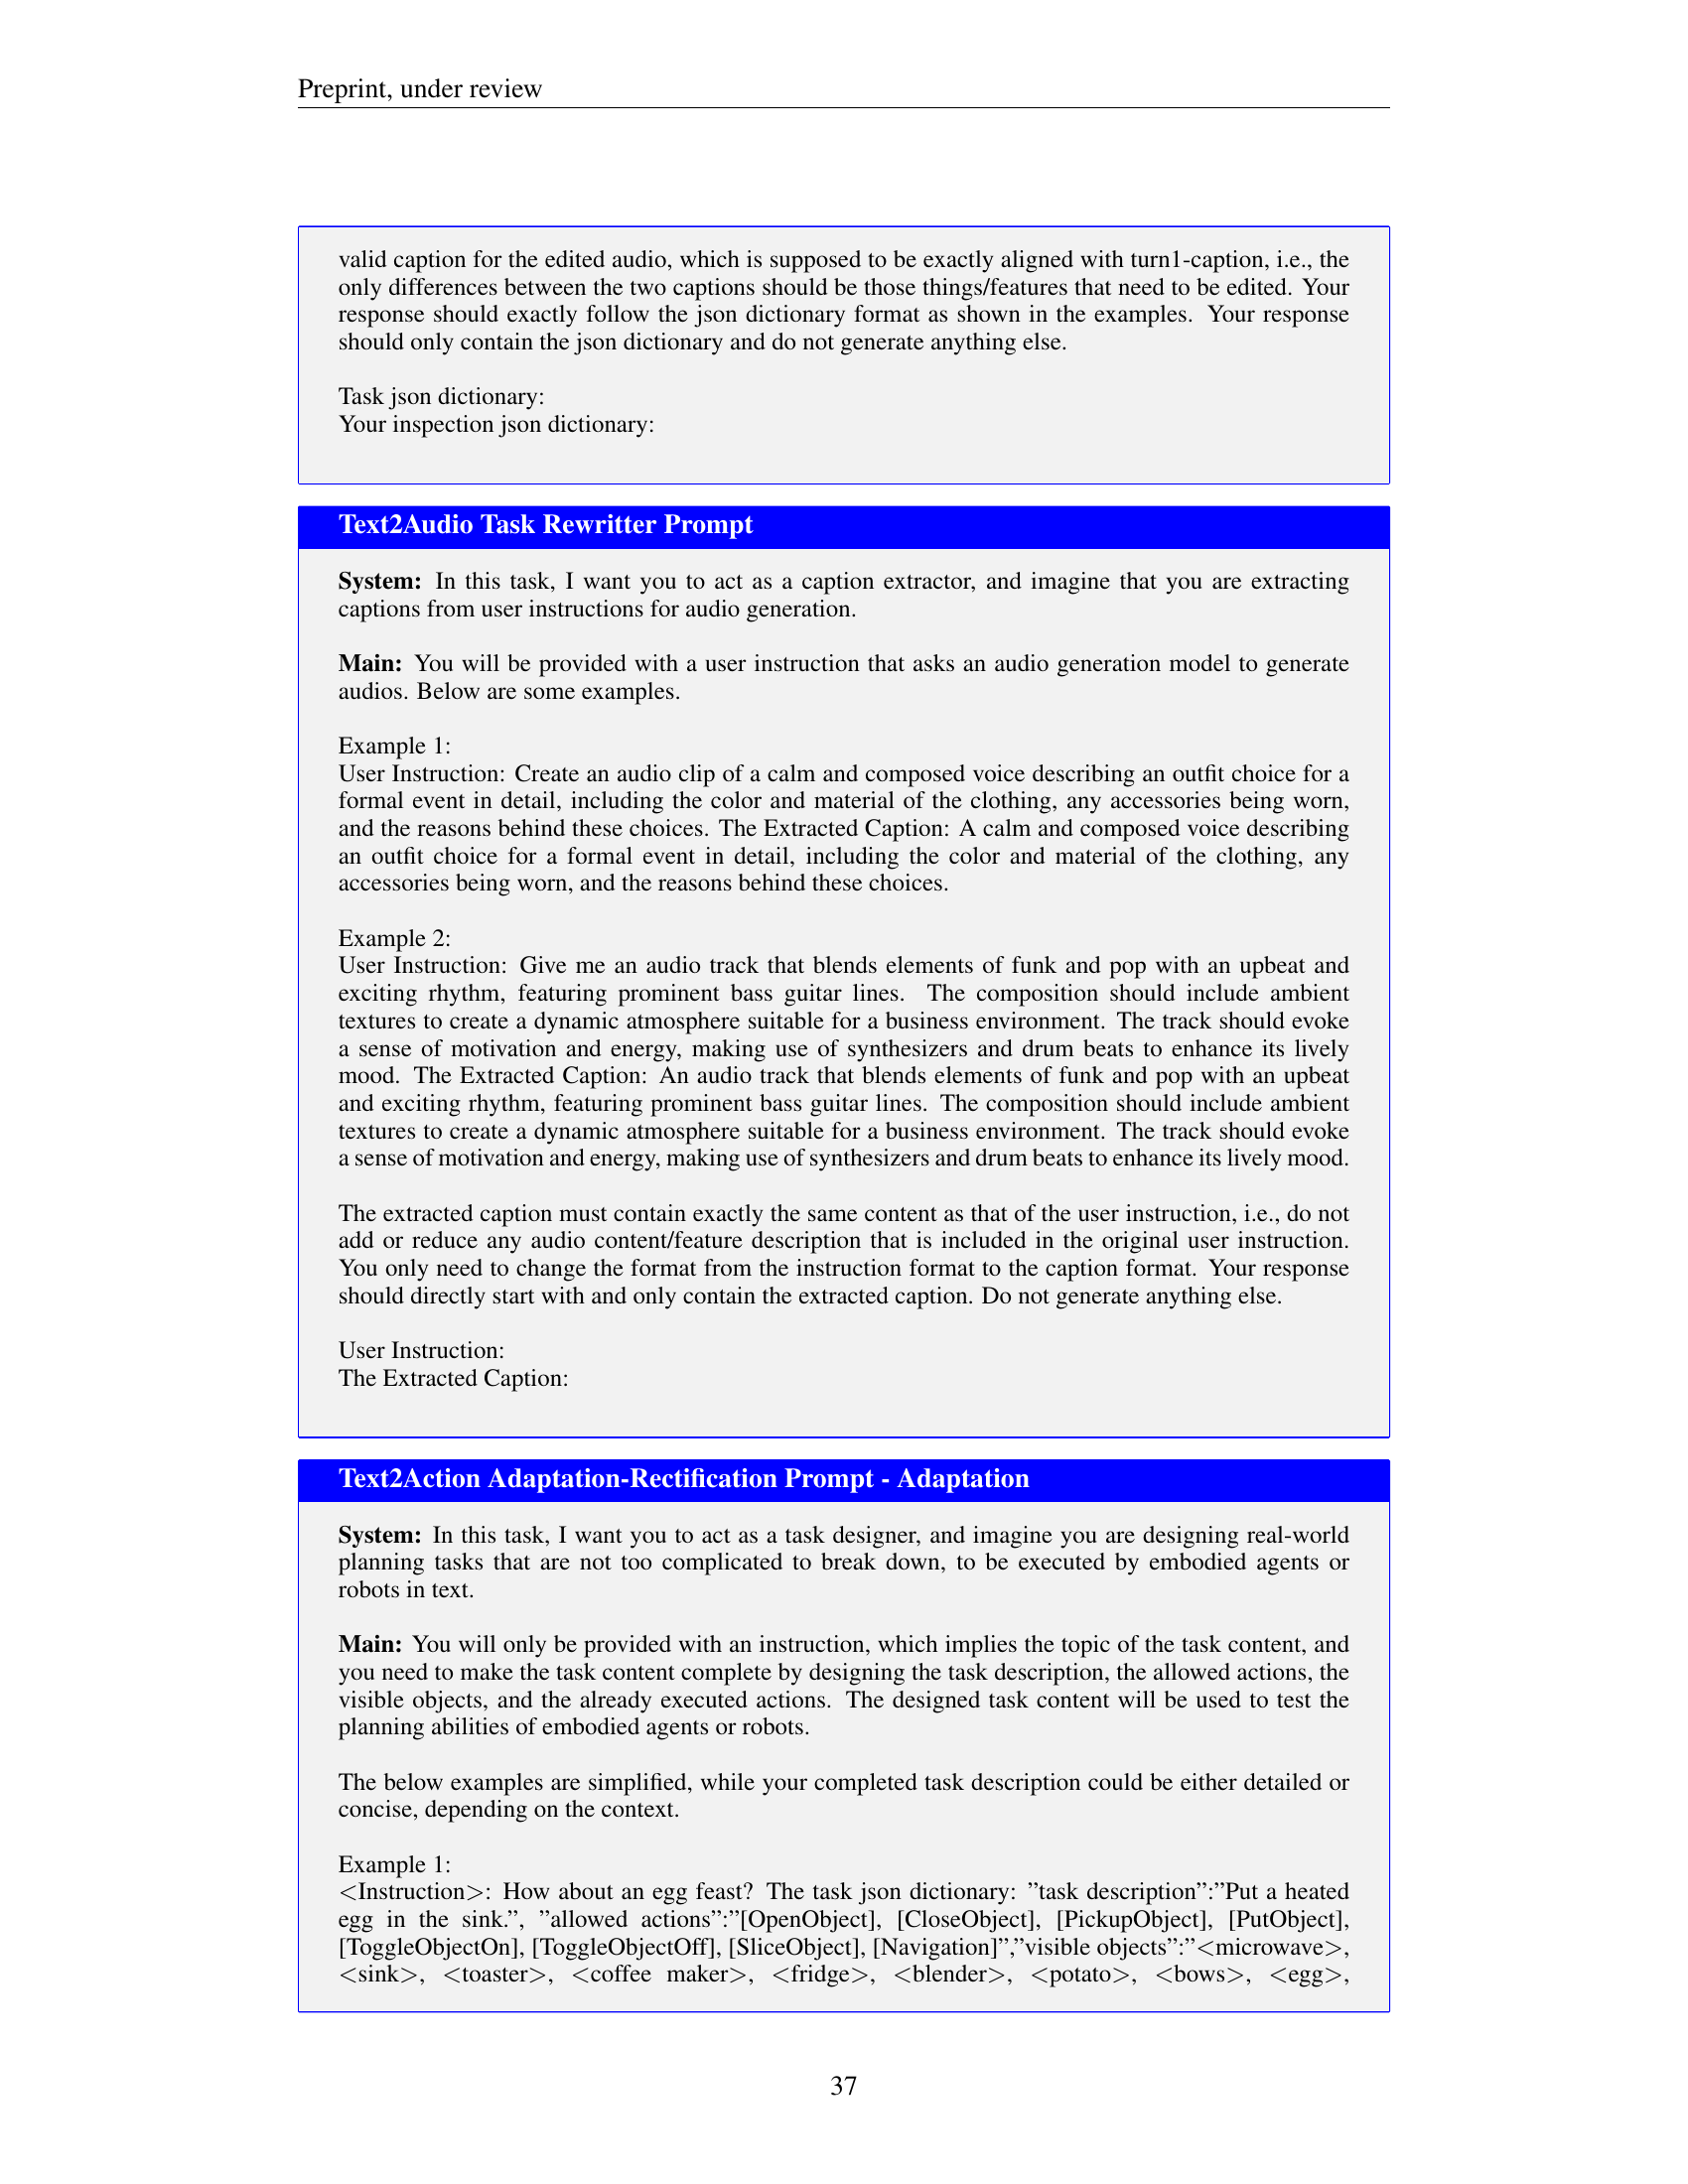 Preprint, under review
valid caption for the edited audio, which is supposed to be exactly aligned with turn1-caption, i.e., the
only differences between the two captions should be those things/features that need to be edited. Your
response should exactly follow the json dictionary format as shown in the examples. Your response
should only contain the json dictionary and do not generate anything else.
Task json dictionary:
Your inspection json dictionary:
Text2Audio Task Rewritter Prompt
System: In this task, I want you to act as a caption extractor, and imagine that you are extracting
captions from user instructions for audio generation.
Main: You will be provided with a user instruction that asks an audio generation model to generate
audios. Below are some examples.
Example 1:
User Instruction: Create an audio clip of a calm and composed voice describing an outfit choice for a
formal event in detail, including the color and material of the clothing, any accessories being worn,
and the reasons behind these choices. The Extracted Caption: A calm and composed voice describing
an outfit choice for a formal event in detail, including the color and material of the clothing, any
accessories being worn, and the reasons behind these choices.
Example 2:
User Instruction: Give me an audio track that blends elements of funk and pop with an upbeat and
exciting rhythm, featuring prominent bass guitar lines. The composition should include ambient
textures to create a dynamic atmosphere suitable for a business environment. The track should evoke
a sense of motivation and energy, making use of synthesizers and drum beats to enhance its lively
mood. The Extracted Caption: An audio track that blends elements of funk and pop with an upbeat
and exciting rhythm, featuring prominent bass guitar lines. The composition should include ambient
textures to create a dynamic atmosphere suitable for a business environment. The track should evoke
a sense of motivation and energy, making use of synthesizers and drum beats to enhance its lively mood.
The extracted caption must contain exactly the same content as that of the user instruction, i.e., do not
add or reduce any audio content/feature description that is included in the original user instruction.
You only need to change the format from the instruction format to the caption format. Your response
should directly start with and only contain the extracted caption. Do not generate anything else.
User Instruction:
The Extracted Caption:
Text2Action Adaptation-Rectification Prompt - Adaptation
System: In this task, I want you to act as a task designer, and imagine you are designing real-world
planning tasks that are not too complicated to break down, to be executed by embodied agents or
robots in text.
Main: You will only be provided with an instruction, which implies the topic of the task content, and
you need to make the task content complete by designing the task description, the allowed actions, the
visible objects, and the already executed actions. The designed task content will be used to test the
planning abilities of embodied agents or robots.
The below examples are simplified, while your completed task description could be either detailed or
concise, depending on the context.
Example 1:
<Instruction>: How about an egg feast? The task json dictionary: ”task description”:”Put a heated
egg in the sink.”, ”allowed actions”:”[OpenObject], [CloseObject], [PickupObject], [PutObject],
[ToggleObjectOn], [ToggleObjectOff], [SliceObject], [Navigation]”,”visible objects”:”<microwave>,
<sink>, <toaster>, <coffee maker>, <fridge>, <blender>, <potato>, <bows>, <egg>,
37